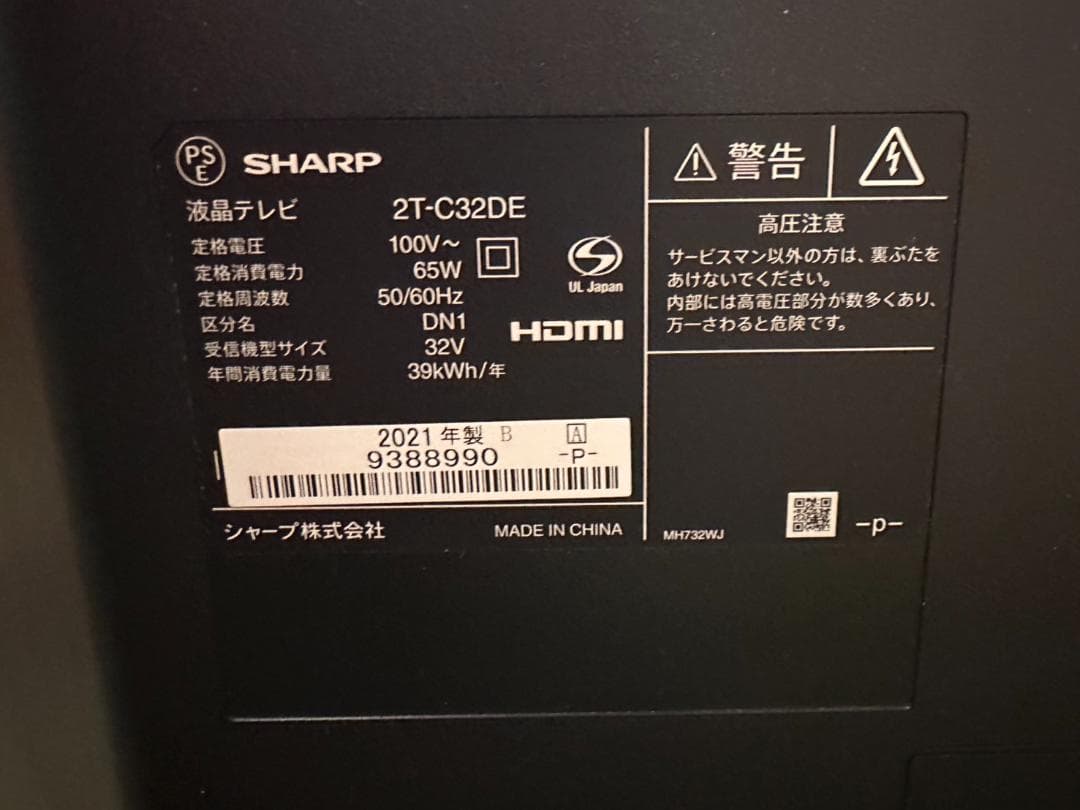 PSE
SHARP
液晶テレビ 2T-C32DE
定格電圧 100V～
定格消費電力 65W
定格周波数 50/60Hz
区分名 DN1
受信機型サイズ 32V
年間消費電力量 39kWh/年
UL Japan
HDMI
2021年製 B A
9388990 -P-
シャープ株式会社 MADE IN CHINA
警告
高圧注意
サービスマン以外の方は、裏ぶたを
あけないでください。
内部には高電圧部分が数多くあり、
万一さわると危険です。
MH732WJ -p-